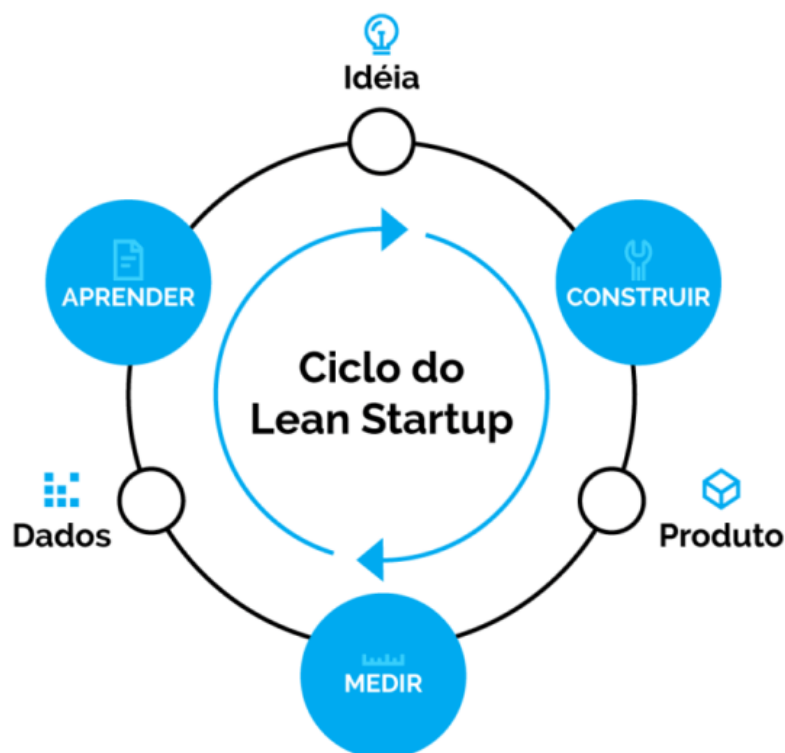 Idéia
APRENDER
CONSTRUIR
Ciclo do
Lean Startup
Dados
Produto
MEDIR